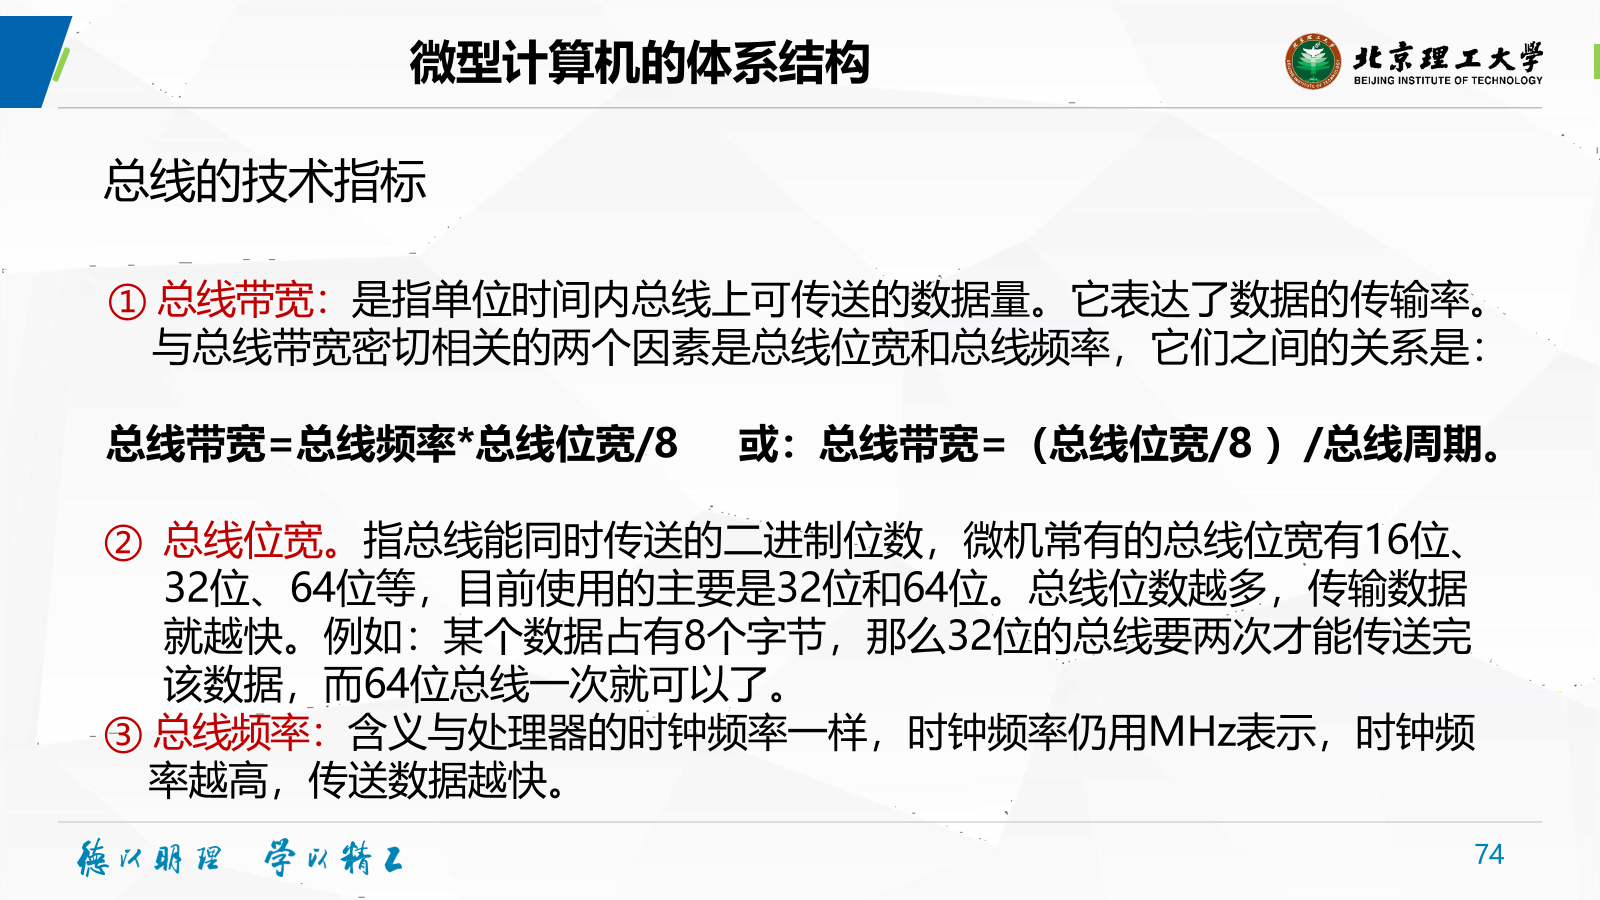 微型计算机的体系结构
北京理工大学
BEIJING INSTITUTE OF TECHNOLOGY
总线的技术指标
① 总线带宽：是指单位时间内总线上可传送的数据量。它表达了数据的传输率。
与总线带宽密切相关的两个因素是总线位宽和总线频率，它们之间的关系是：
总线带宽=总线频率*总线位宽/8 或：总线带宽=（总线位宽/8 ）/总线周期。
② 总线位宽。指总线能同时传送的二进制位数，微机常有的总线位宽有16位、
32位、64位等，目前使用的主要是32位和64位。总线位数越多，传输数据
就越快。例如：某个数据占有8个字节，那么32位的总线要两次才能传送完
该数据，而64位总线一次就可以了。
③ 总线频率：含义与处理器的时钟频率一样，时钟频率仍用MHz表示，时钟频
率越高，传送数据越快。
德以明理 学以精工
74